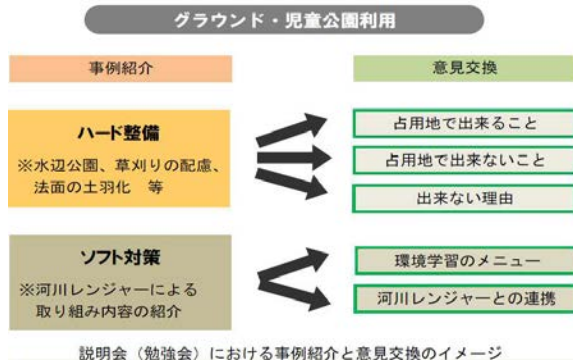 グラウンド・児童公園利用
事例紹介
意見交換
ハード整備
※水辺公園、草刈りの配慮、
法面の土羽化　等
占用地で出来ること
占用地で出来ないこと
出来ない理由
ソフト対策
※河川レンジャーによる
取り組み内容の紹介
環境学習のメニュー
河川レンジャーとの連携
説明会（勉強会）における事例紹介と意見交換のイメージ